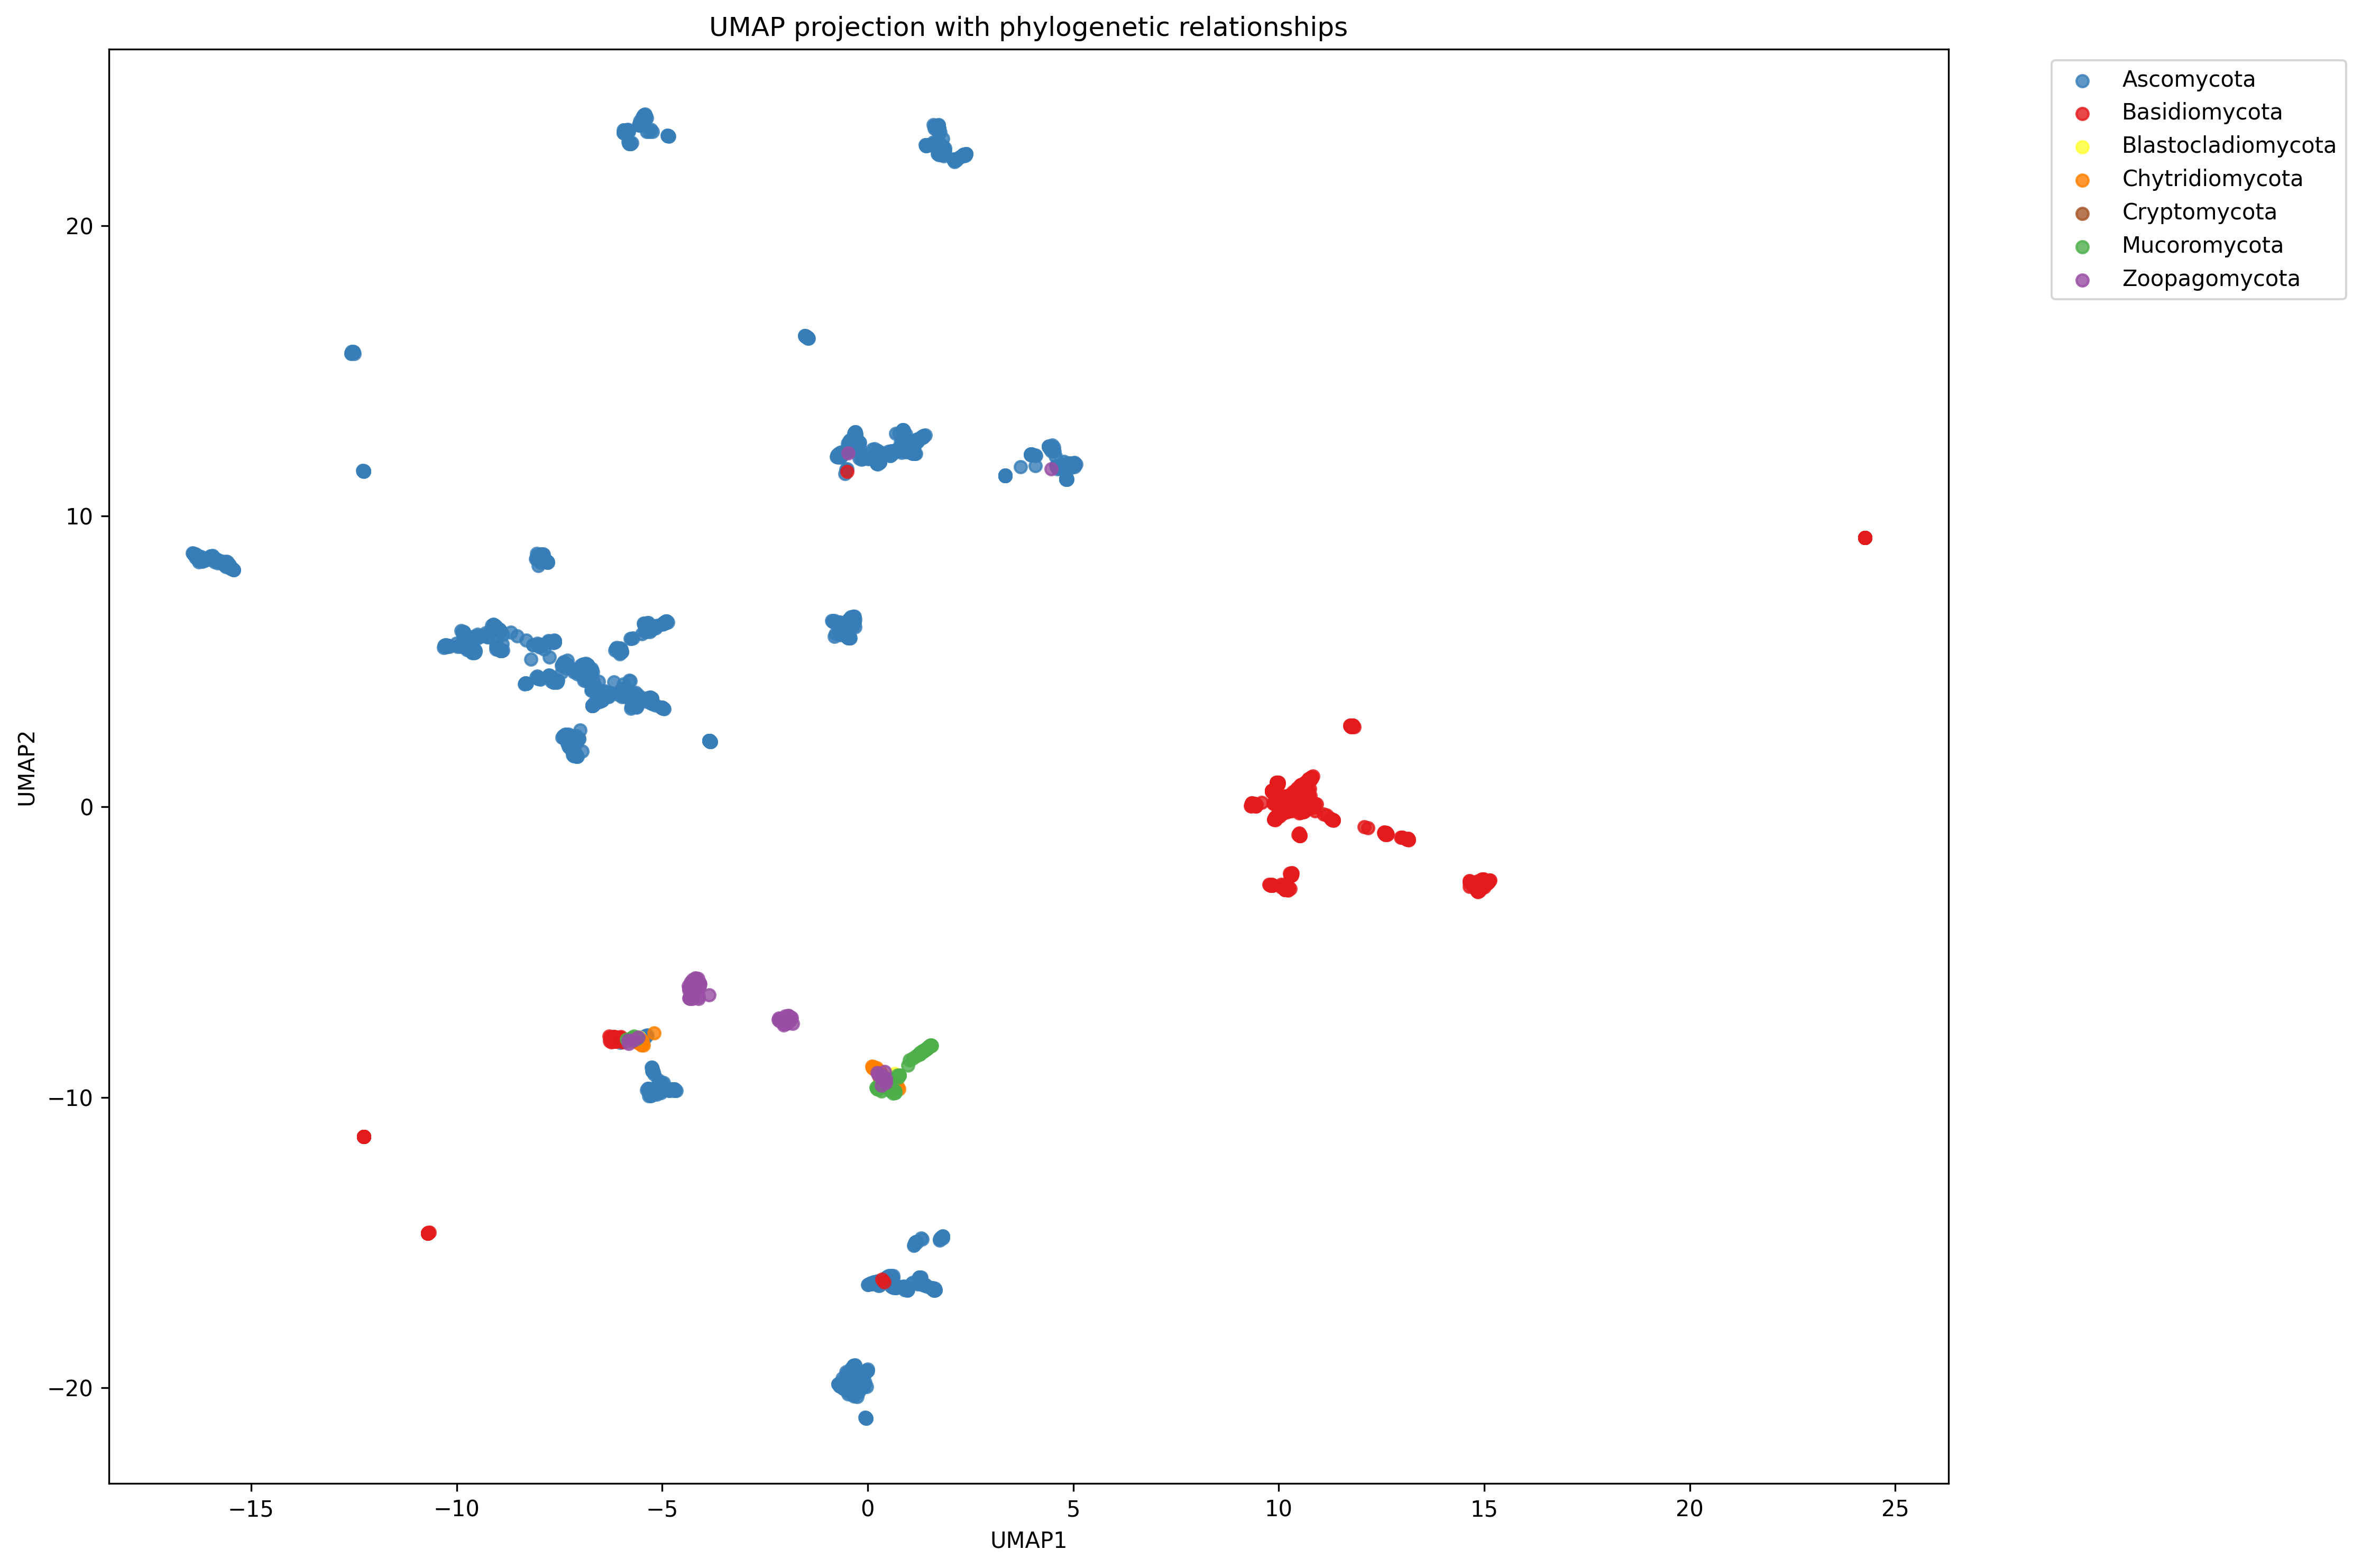 UMAP projection with phylogenetic relationships
Ascomycota
Basidiomycota
Blastocladiomycota
Chytridiomycota
Cryptomycota
Mucoromycota
Zoopagomycota
20
10
0
−10
−20
UMAP2
−15
−10
−5
0
5
10
15
20
25
UMAP1